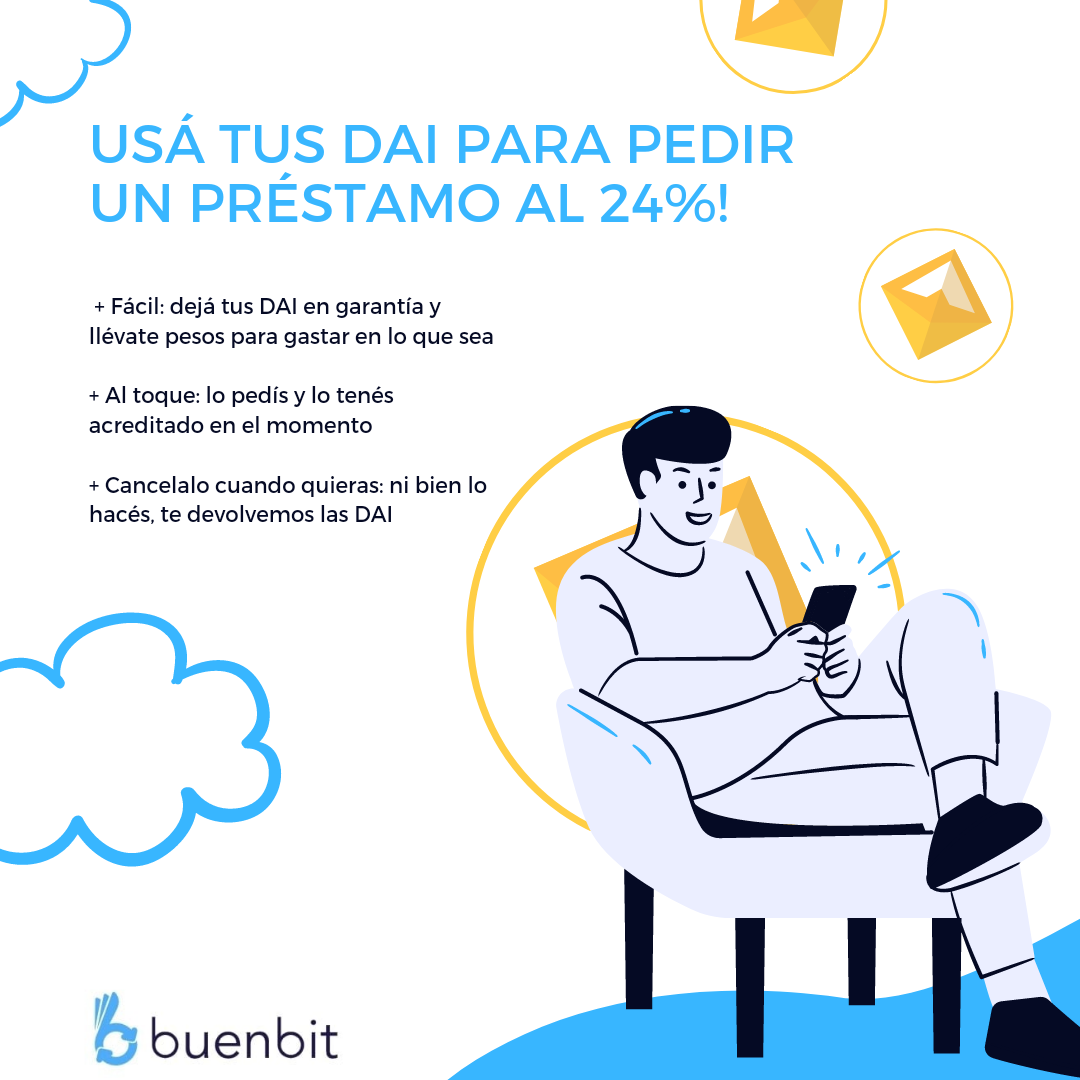 USÁ TUS DAI PARA PEDIR
UN PRÉSTAMO AL 24%!
+ Fácil: dejá tus DAI en garantía y
llévate pesos para gastar en lo que sea
+ Al toque: lo pedís y lo tenés
acreditado en el momento
+ Cancelalo cuando quieras: ni bien lo
hacés, te devolvemos las DAI
buenbit